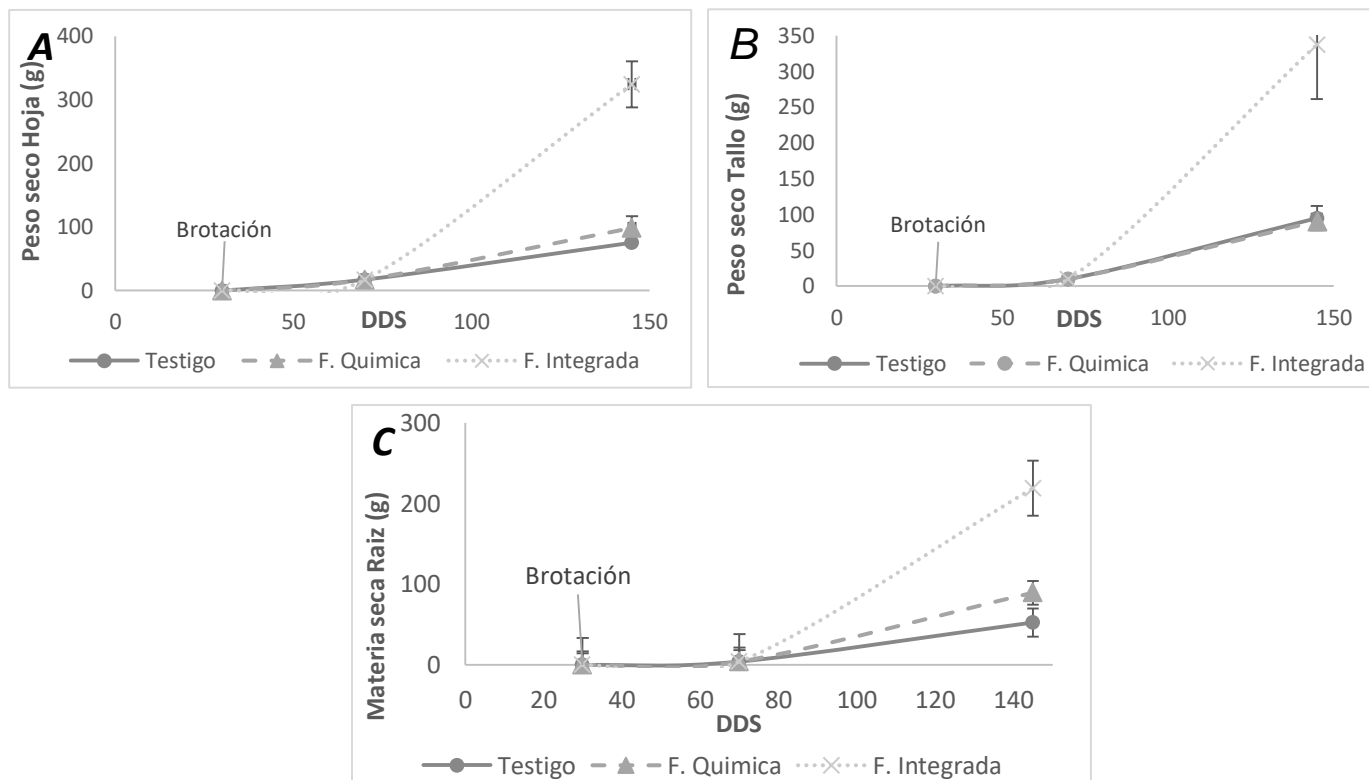 A
Peso seco Hoja (g)
400
300
200
100
0
Brotación
0
50
100
150
DDS
Testigo
F. Quimica
F. Integrada
B
Peso seco Tallo (g)
350
300
250
200
150
100
50
0
Brotación
0
50
100
150
DDS
Testigo
F. Quimica
F. Integrada
C
Materia seca Raiz (g)
300
200
100
0
Brotación
0
20
40
60
80
100
120
140
DDS
Testigo
F. Quimica
F. Integrada